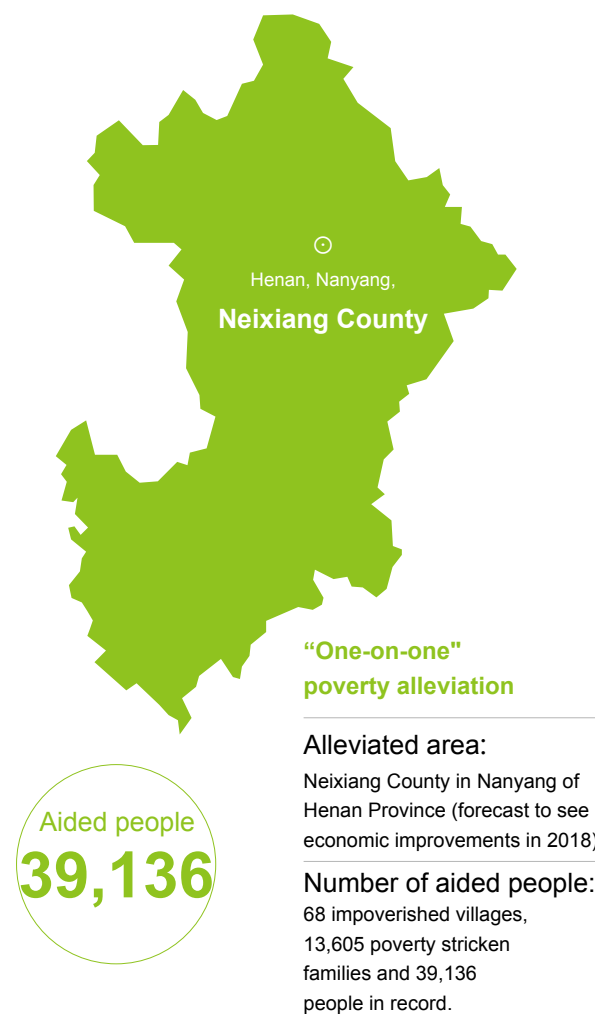 Henan, Nanyang,
Neixiang County
“One-on-one"
poverty alleviation
Alleviated area:
Neixiang County in Nanyang of
Henan Province (forecast to see
economic improvements in 2018)
Aided people
39,136
Number of aided people:
68 impoverished villages,
13,605 poverty stricken
families and 39,136
people in record.